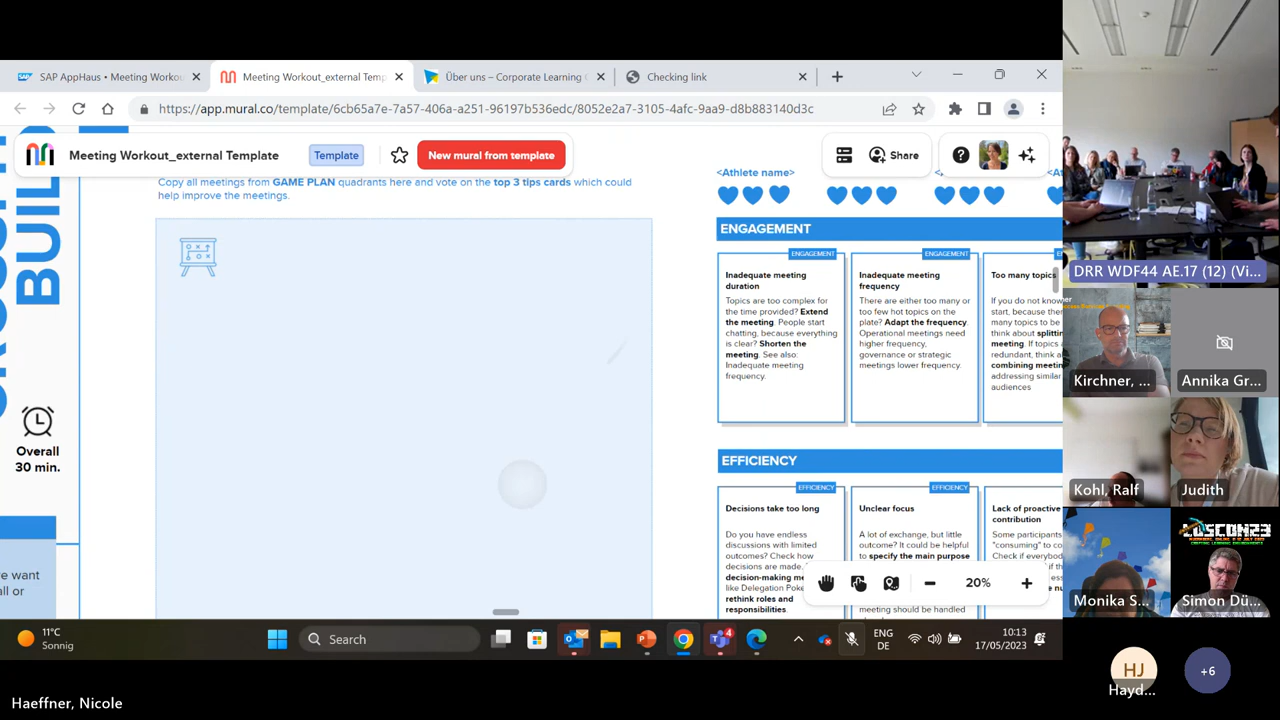 SAP AppHaus • Meeting Workou
Meeting Workout_external Temp
Über uns – Corporate Learning
Checking link
https://app.mural.co/template/6cb65a7e-7a57-406a-a251-96197b536edc/8052e2a7-3105-4afc-9aa9-d8b883140d3c
Meeting Workout_external Template
Template
New mural from template
Share
BUILD
Copy all meetings from GAME PLAN quadrants here and vote on the top 3 tips cards which could
help improve the meetings.
Overall
30 min.
we want
all or
<Athlete name>
ENGAGEMENT
ENGAGEMENT
Inadequate meeting
duration
Topics are too complex for
the time provided? Extend
the meeting. People start
chatting, because everything
is clear? Shorten the
meeting. See also:
Inadequate meeting
frequency.
ENGAGEMENT
Inadequate meeting
frequency
There are either too many or
too few hot topics on the
plate? Adapt the frequency.
Operational meetings need
higher frequency,
governance or strategic
meetings lower frequency.
Too many topics
If you do not know
start, because ther
many topics to be
think about splittin
meeting. If topics a
redundant, think a
combining meetin
addressing similar
audiences
EFFICIENCY
EFFICIENCY
Decisions take too long
Do you have endless
discussions with limited
outcomes? Check how
decisions are made.
decision-making me
like Delegation Poke
rethink roles and
responsibilities.
EFFICIENCY
Unclear focus
A lot of exchange, but little
outcome? It could be helpful
to specify the main purpose
meeting should be handled
Lack of proactive
contribution
Some participants
"consuming" to co
Check if everybod
20%
11°C
Sonnig
Search
4
ENG
DE
10:13
17/05/2023
DRR WDF44 AE.17 (12) (Vi...
Kirchner, ...
Annika Gr...
Kohl, Ralf
Judith
Monika S...
LOSCON23
Simon Dü...
HJ
Hayd...
+6
Haeffner, Nicole